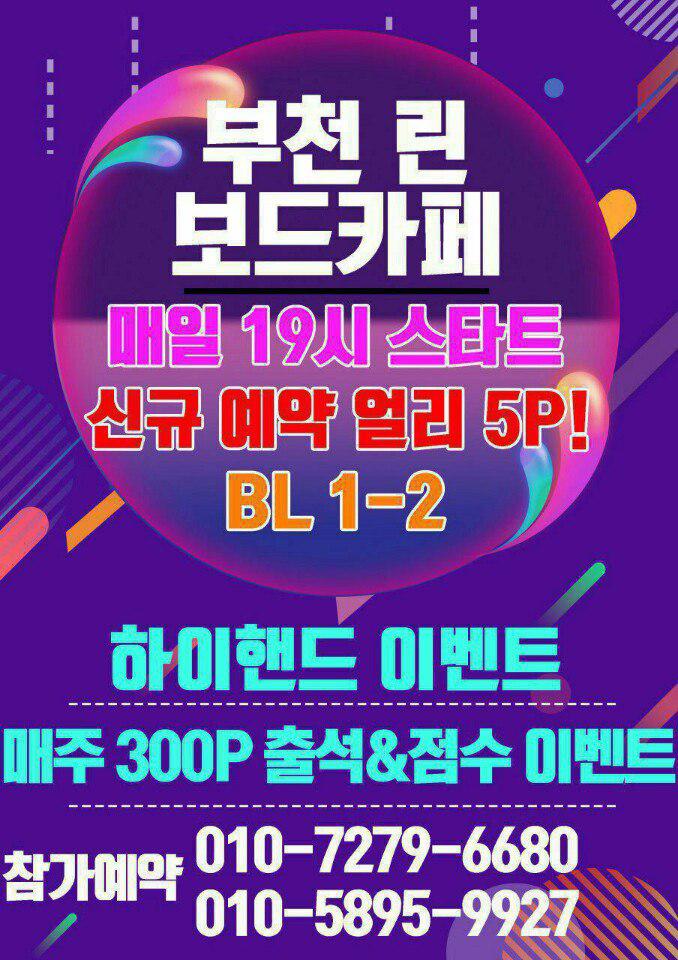 부천 린
보드카페
매일 19시 스타트
신규 예약 얼리 5P!
BL 1-2
하이핸드 이벤트
매주 300P 출석&점수 이벤트
참가예약 010-7279-6680
010-5895-9927